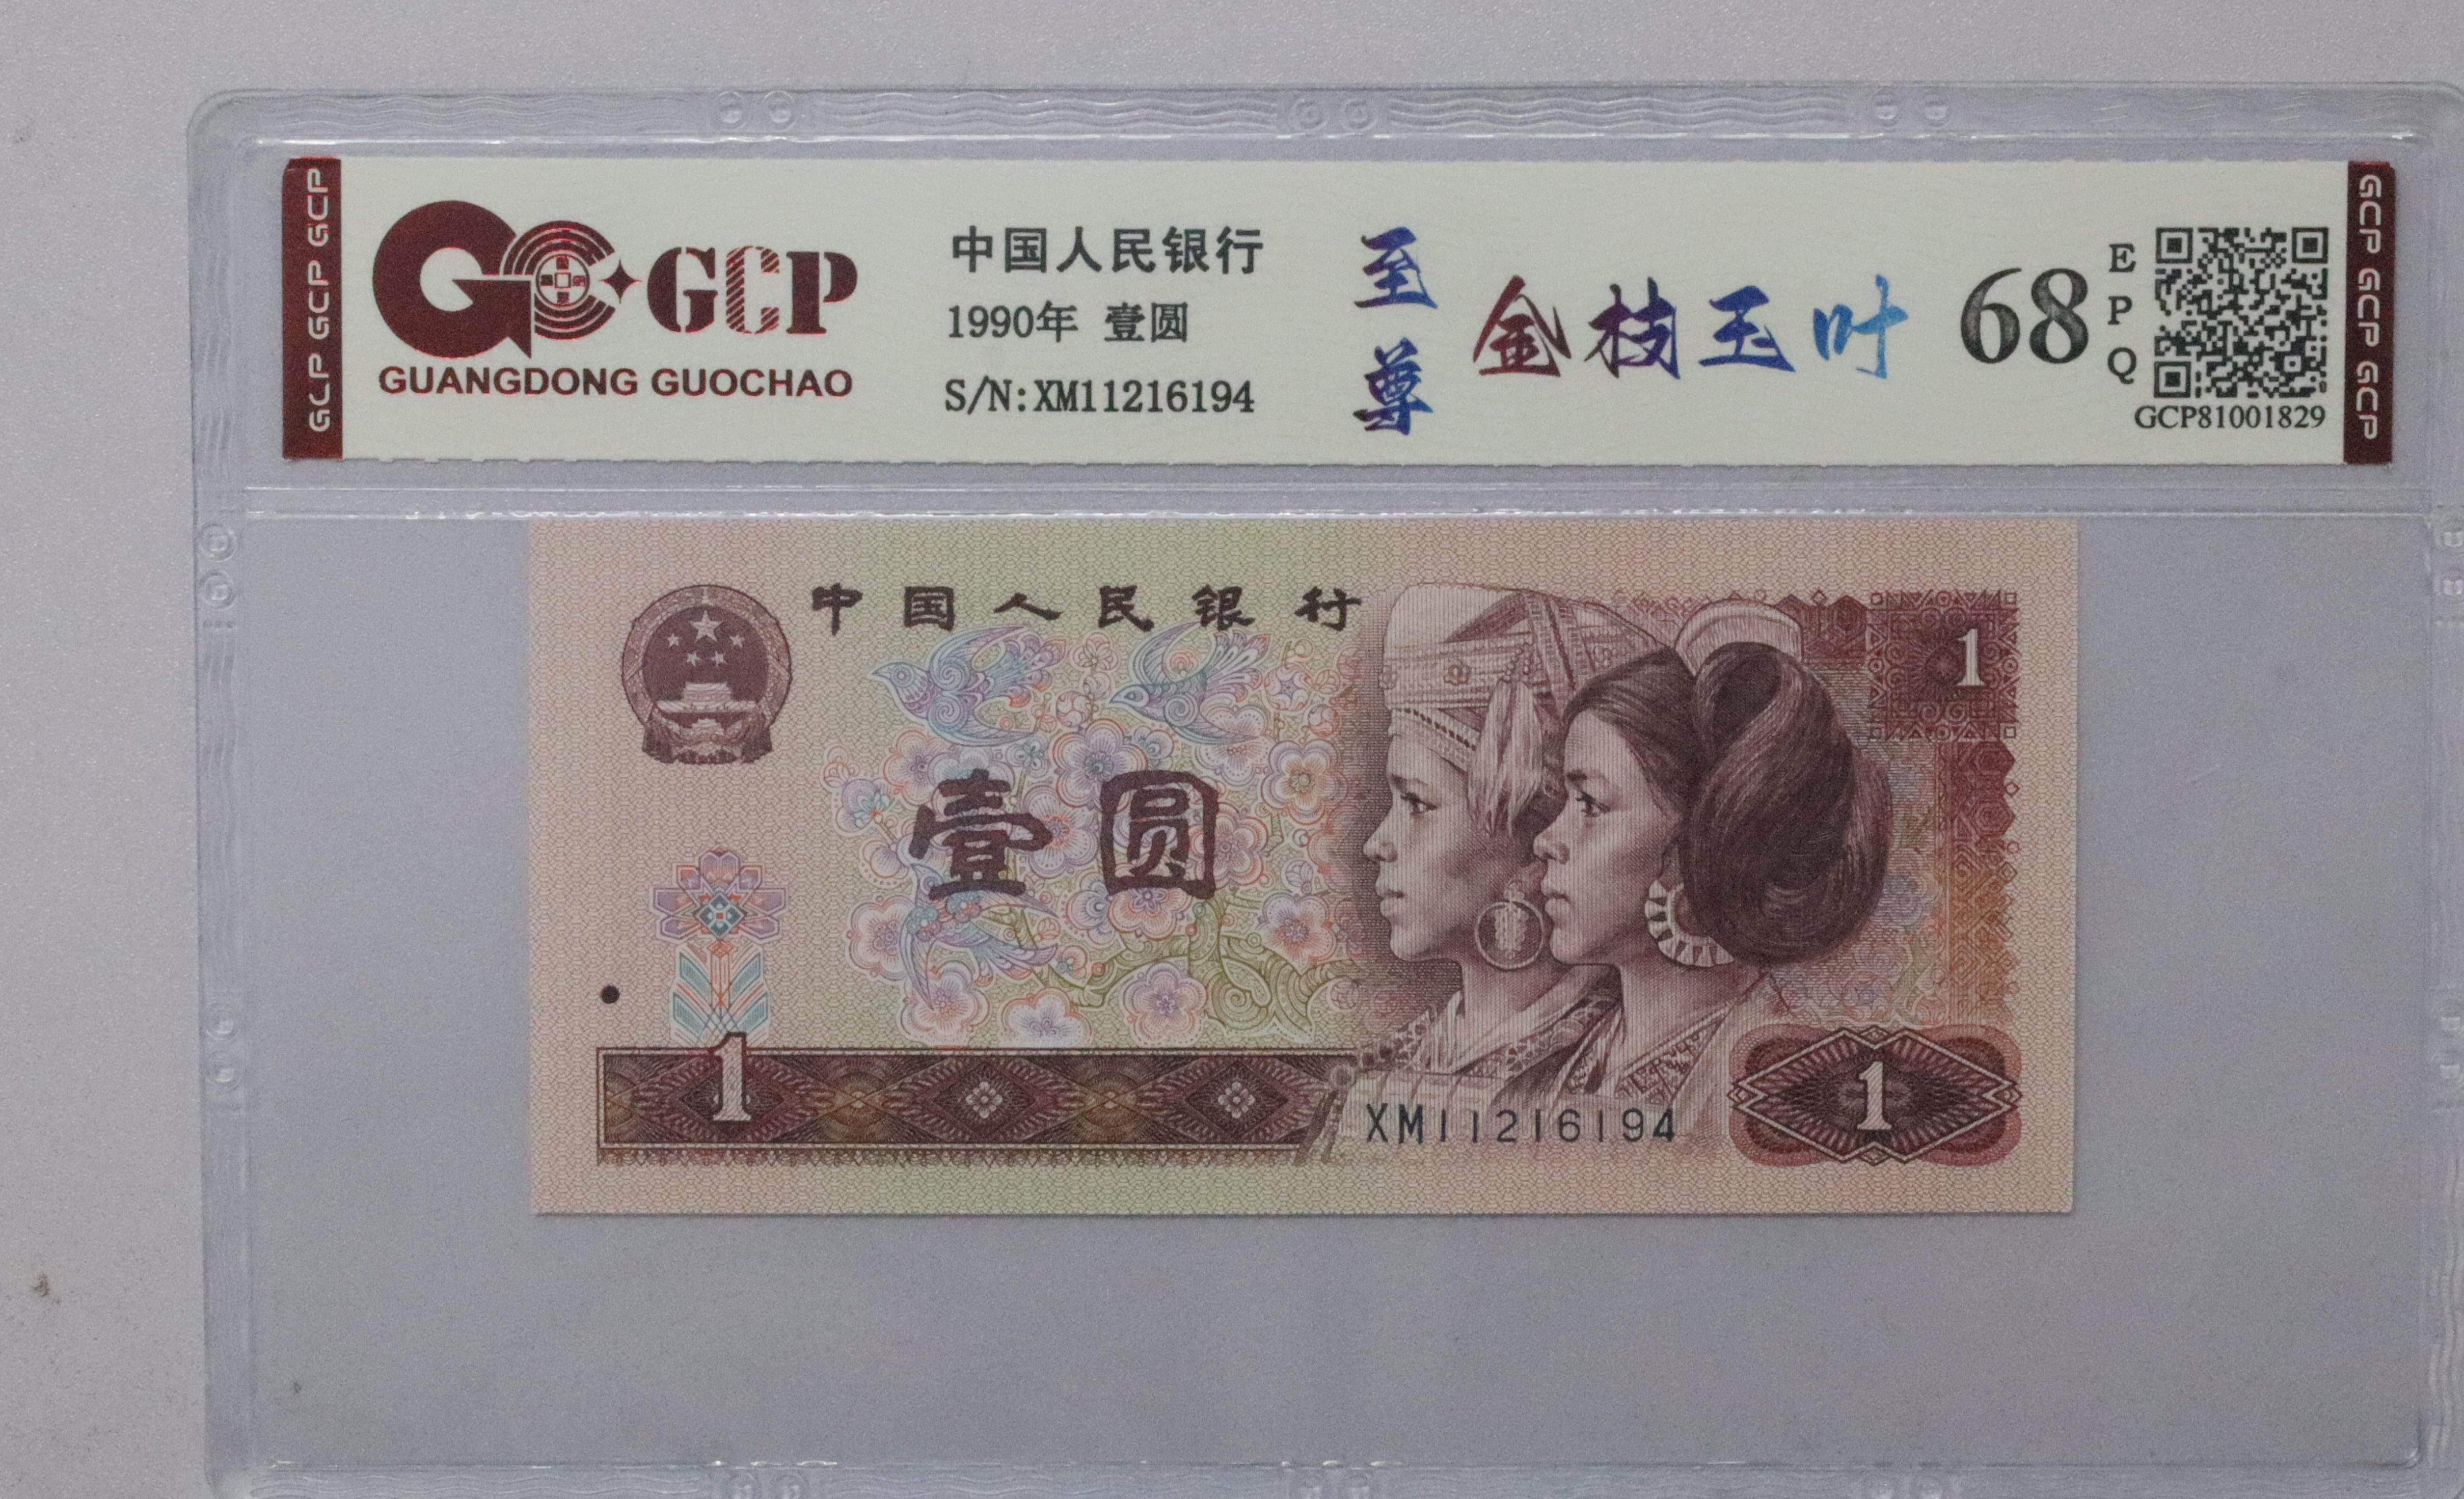 GCP GCP GCP
GCP
GUANGDONG GUOCHAO
中国人民银行
1990年 壹圆
S/N:XM11216194
至尊
金枝玉叶
68
EPQ
GCP81001829
GCP GCP GCP
中国人民银行
1
壹圆
1
XM11216194
1